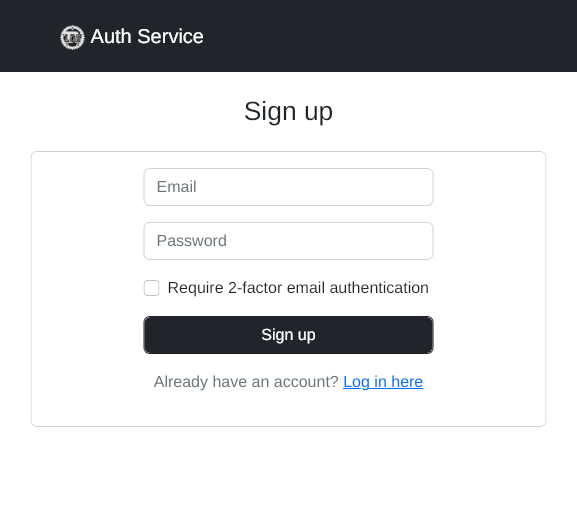 Auth Service
Sign up
Email
Password
Require 2-factor email authentication
Sign up
Already have an account? Log in here